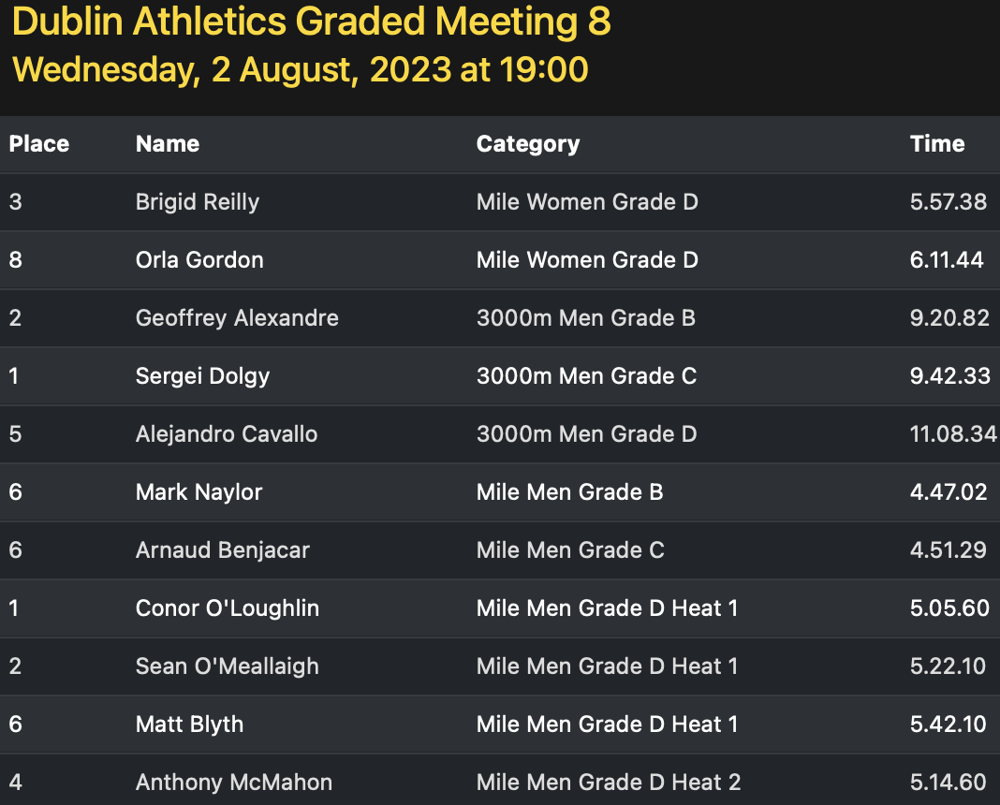 Dublin Athletics Graded Meeting 8
Wednesday, 2 August, 2023 at 19:00
Place Name Category Time
3 Brigid Reilly Mile Women Grade D 5.57.38
8 Orla Gordon Mile Women Grade D 6.11.44
2 Geoffrey Alexandre 3000m Men Grade B 9.20.82
1 Sergei Dolgy 3000m Men Grade C 9.42.33
5 Alejandro Cavallo 3000m Men Grade D 11.08.34
6 Mark Naylor Mile Men Grade B 4.47.02
6 Arnaud Benjacar Mile Men Grade C 4.51.29
1 Conor O'Loughlin Mile Men Grade D Heat 1 5.05.60
2 Sean O'Meallaigh Mile Men Grade D Heat 1 5.22.10
6 Matt Blyth Mile Men Grade D Heat 1 5.42.10
4 Anthony McMahon Mile Men Grade D Heat 2 5.14.60